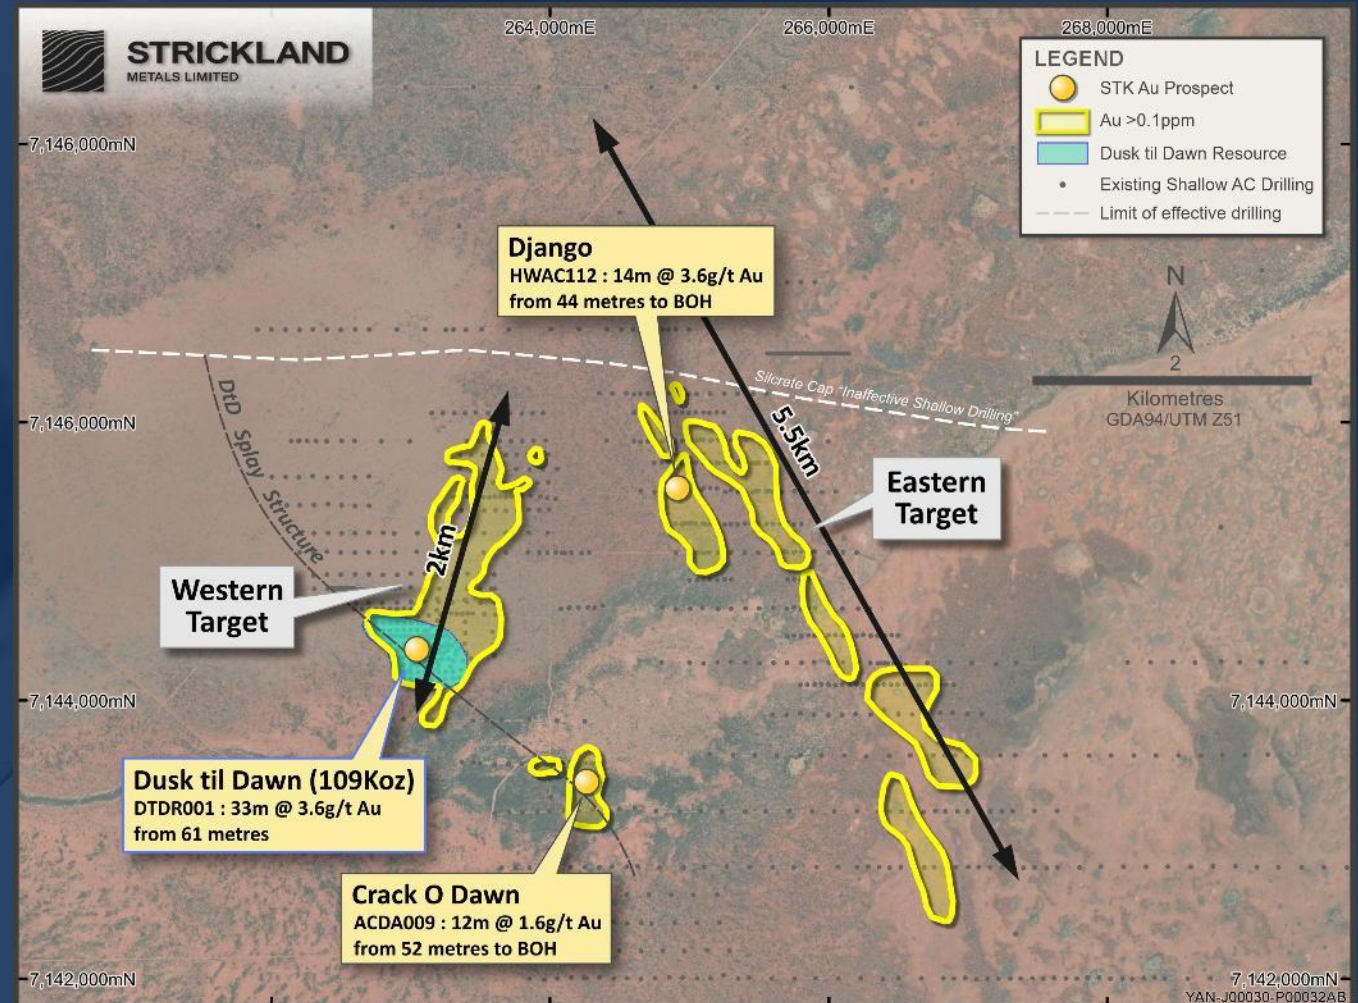 STRICKLAND
METALS LIMITED
264,000mE
266,000mE
268,000mE
LEGEND
STK Au Prospect
Au >0.1ppm
Dusk til Dawn Resource
Existing Shallow AC Drilling
Limit of effective drilling
7,146,000mN
Django
HWAC112 : 14m @ 3.6g/t Au
from 44 metres to BOH
N
2
Kilometres
GDA94/UTM Z51
Silcrete Cap "Inaffective Shallow Drilling"
7,146,000mN
DtD Splay Structure
5.5km
Eastern
Target
2km
Western
Target
7,144,000mN
7,144,000mN
Dusk til Dawn (109Koz)
DTDR001 : 33m @ 3.6g/t Au
from 61 metres
Crack O Dawn
ACDA009 : 12m @ 1.6g/t Au
from 52 metres to BOH
7,142,000mN
7,142,000mN
YAN-J00030-P00032AB